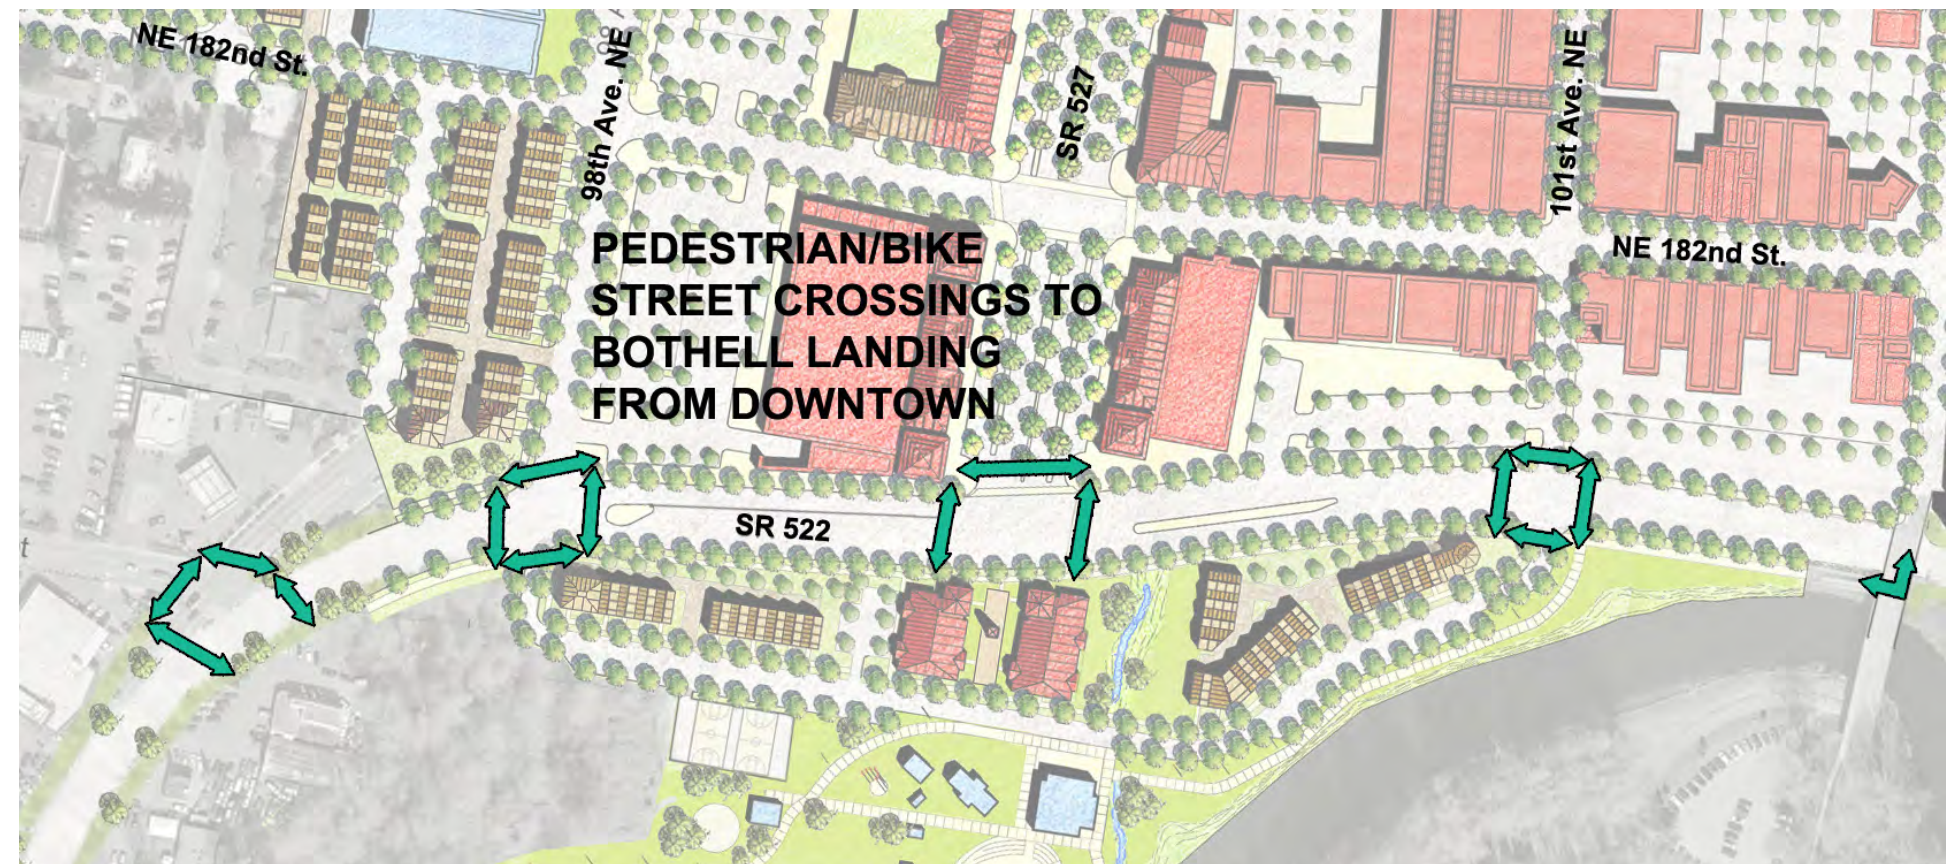 NE 182nd St.
98th Ave. NE
SR 527
101st Ave. NE
NE 182nd St.
PEDESTRIAN/BIKE
STREET CROSSINGS TO
BOTHELL LANDING
FROM DOWNTOWN
SR 522
t